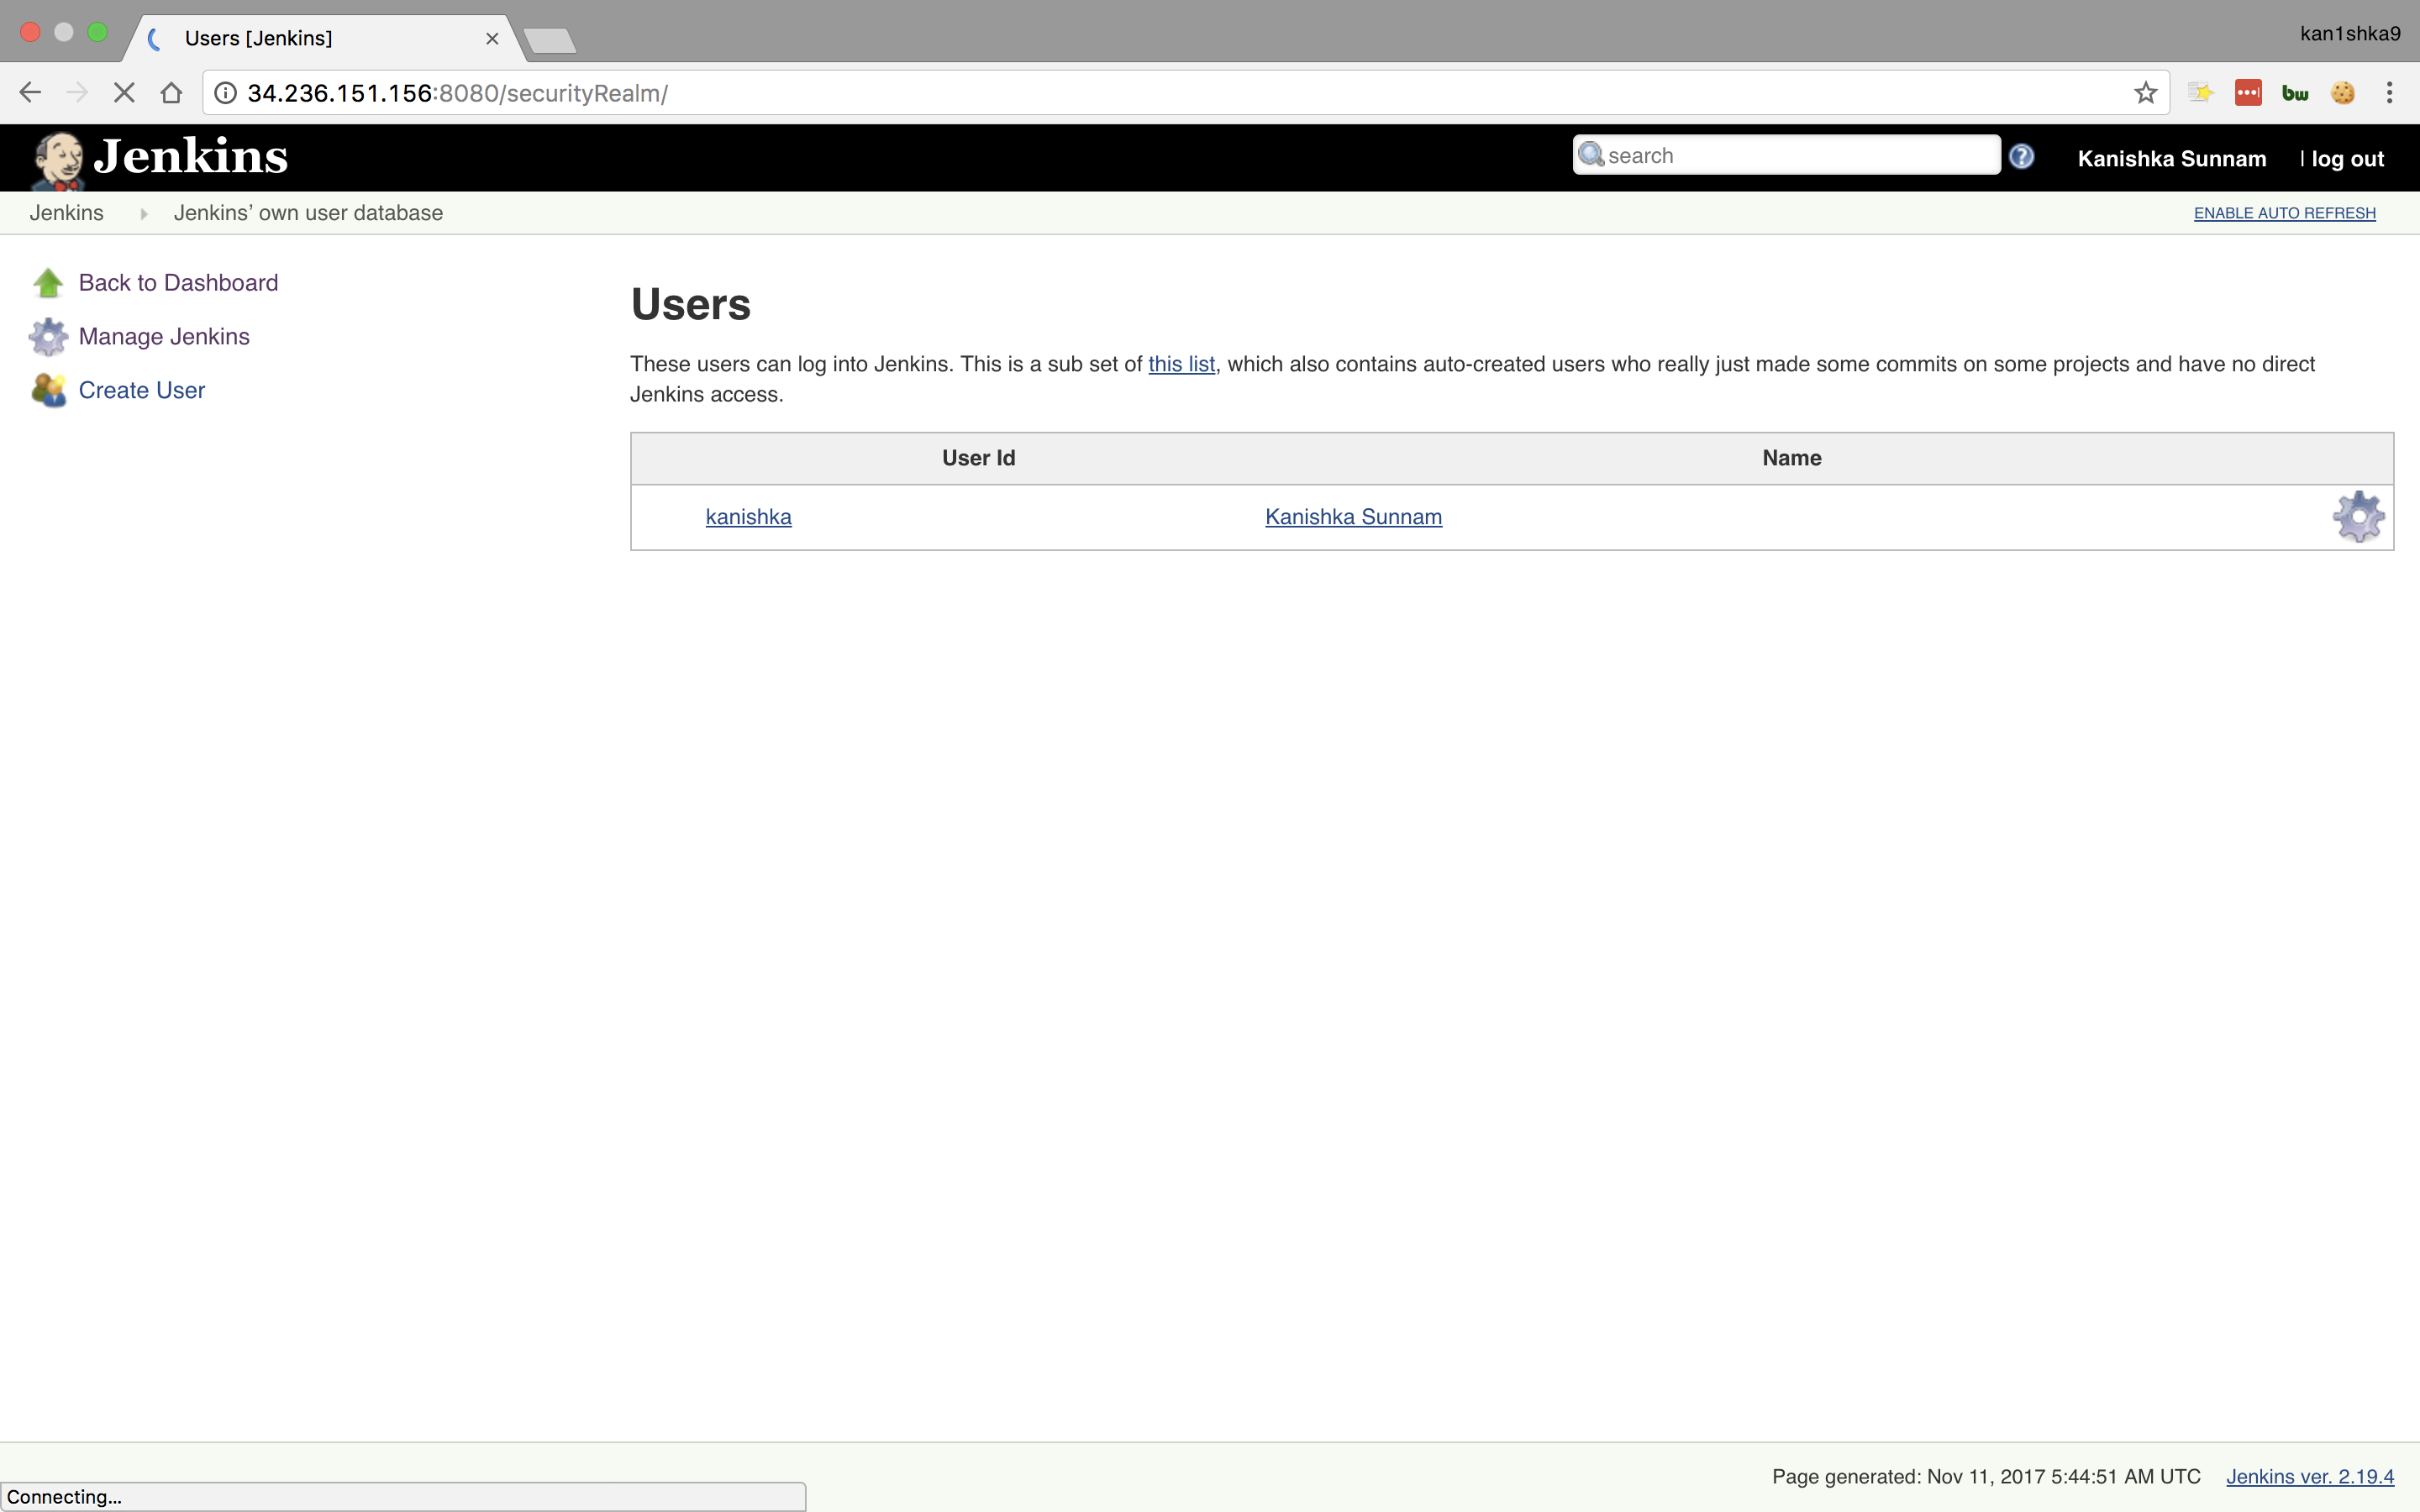 Users [Jenkins]
kan1shka9
34.236.151.156:8080/securityRealm/
bw
Jenkins
search
Kanishka Sunnam
| log out
Jenkins
Jenkins’ own user database
ENABLE AUTO REFRESH
Back to Dashboard
Manage Jenkins
Create User
Users
These users can log into Jenkins. This is a sub set of this list, which also contains auto-created users who really just made some commits on some projects and have no direct
Jenkins access.
User Id
Name
kanishka
Kanishka Sunnam
Page generated: Nov 11, 2017 5:44:51 AM UTC
Jenkins ver. 2.19.4
Connecting...